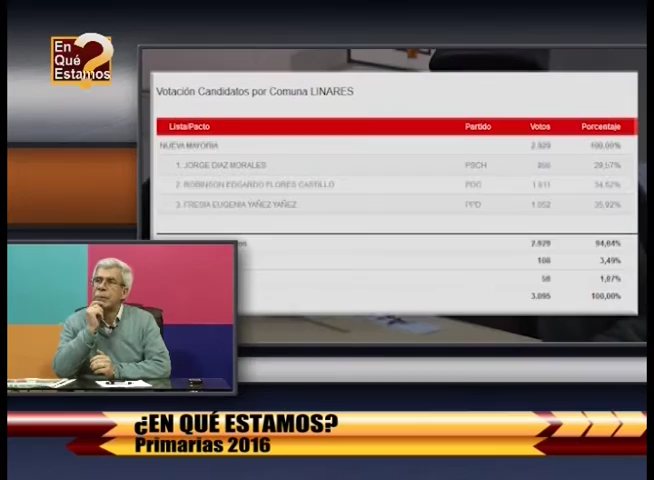 En
Qué
Estamos
?
Votación Candidatos por Comuna LINARES
Lista/Pacto Partido Votos Porcentaje
NUEVA MAYORIA 2.929 100,00%
1. JORGE DIAZ MORALES PSCH 866 29,57%
2. ROBINSON EDGARDO FLORES CASTILLO PDC 1.011 34,52%
3. FRESIA EUGENIA YAÑEZ YAÑEZ PPD 1.052 35,92%
2.929 94,64%
108 3,49%
58 1,87%
3.095 100,00%
¿EN QUÉ ESTAMOS?
Primarias 2016